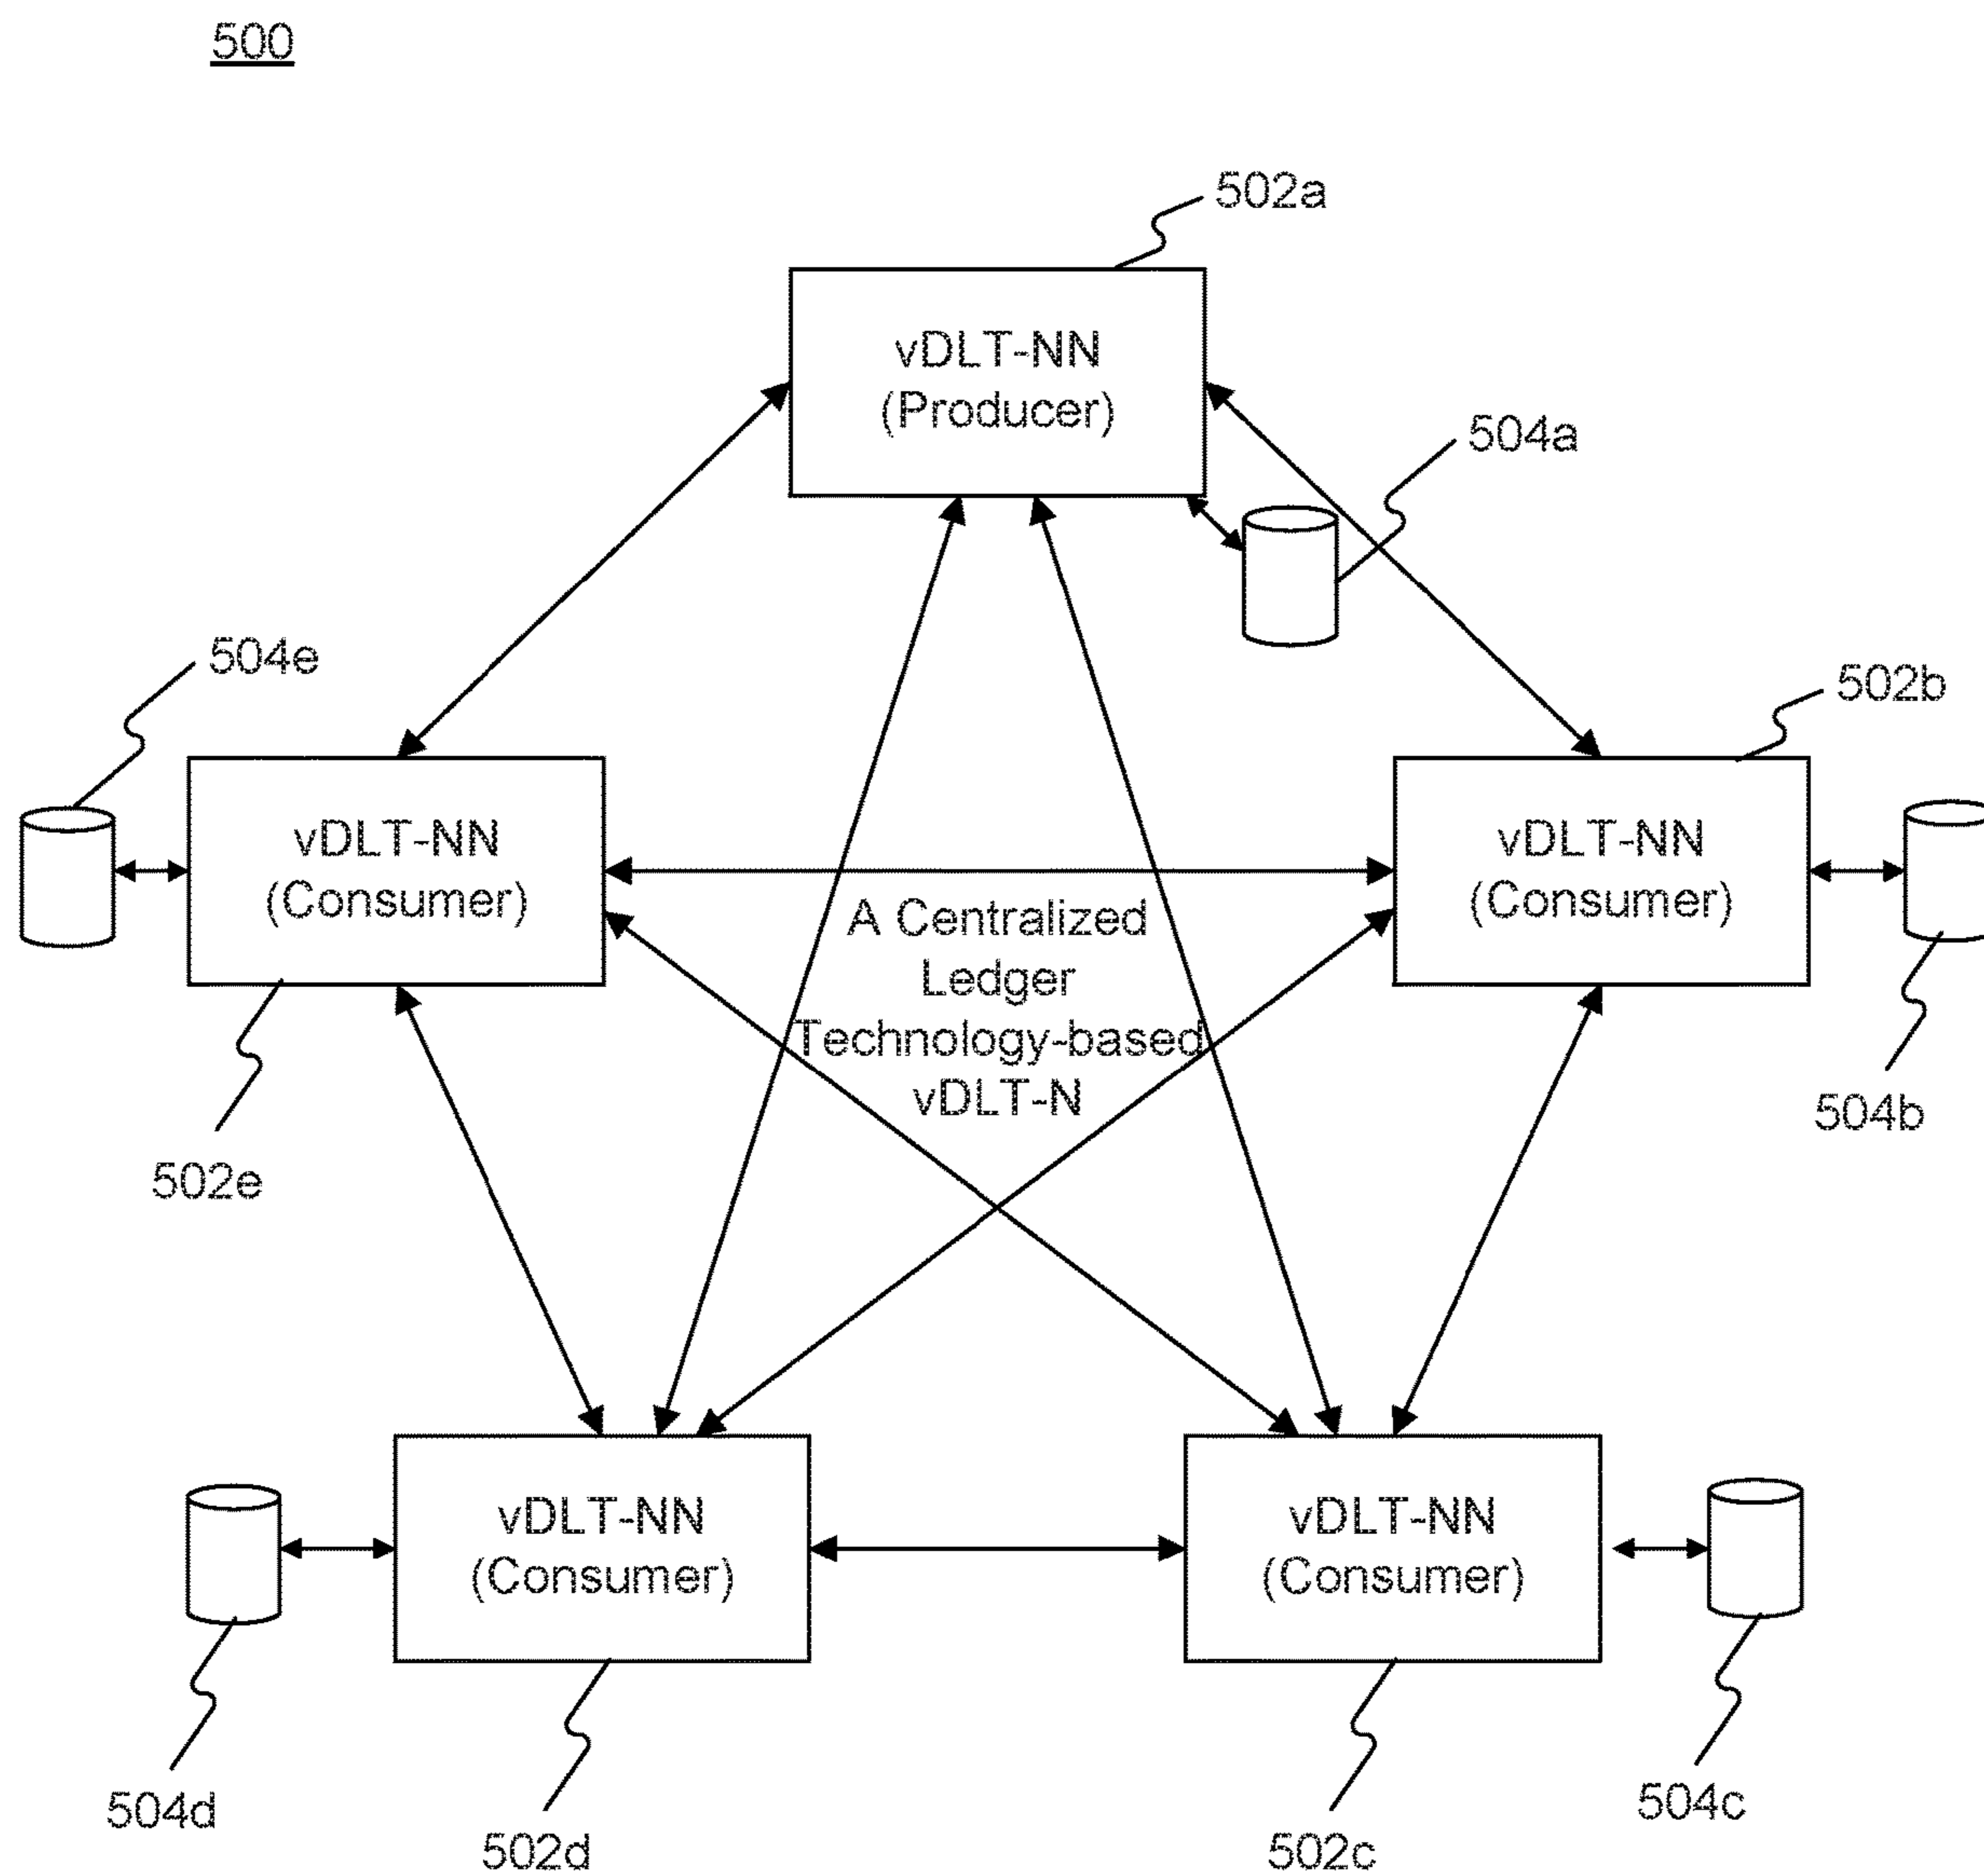 500
502a
vDLT-NN
(Producer)
504a
504e
502b
vDLT-NN
(Consumer)
vDLT-NN
(Consumer)
A Centralized
Ledger
Technology-based
vDLT-N
504b
502e
vDLT-NN
(Consumer)
vDLT-NN
(Consumer)
504d
502d
502c
504c